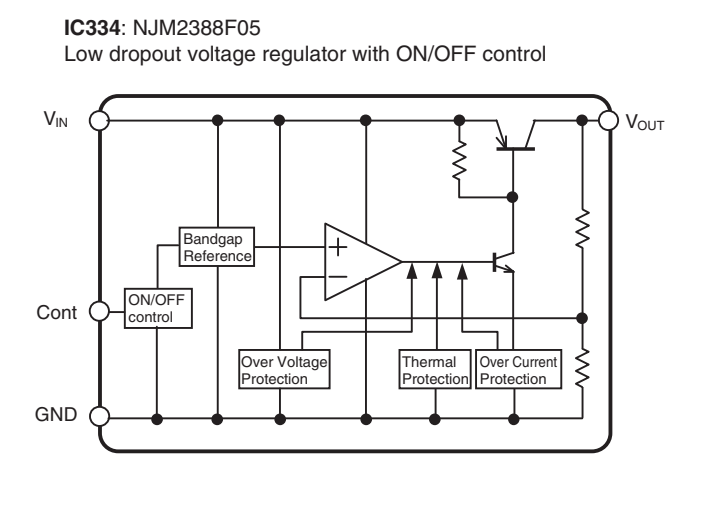 IC334: NJM2388F05
Low dropout voltage regulator with ON/OFF control
VIN
VOUT
Bandgap
Reference
+
−
Cont
ON/OFF
control
Over Voltage
Protection
Thermal
Protection
Over Current
Protection
GND